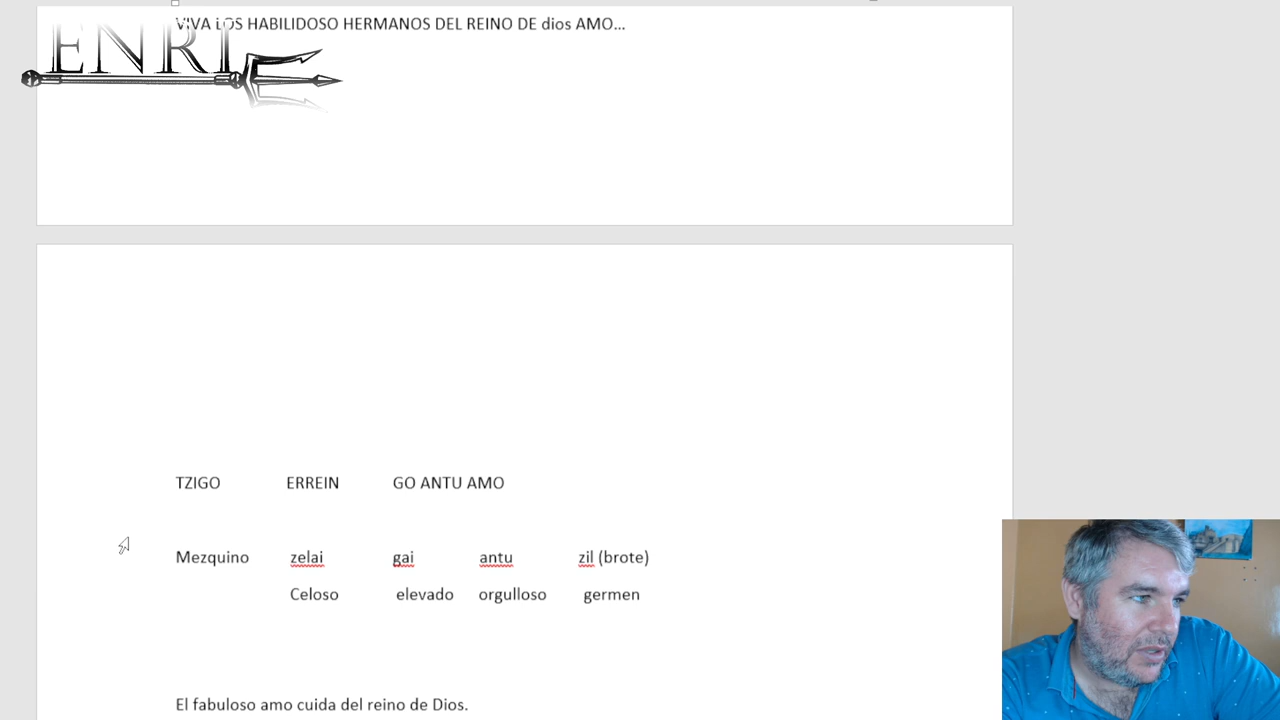 VIVA LOS HABILIDOSO HERMANOS DEL REINO DE dios AMO...
ENRI
TZIGO ERREIN GO ANTU AMO
Mezquino zelai gai antu zil (brote)
Celoso elevado orgulloso germen
El fabuloso amo cuida del reino de Dios.